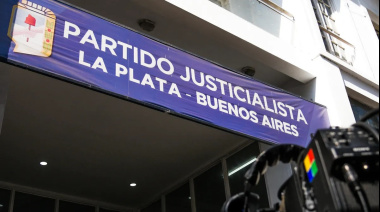 PARTIDO JUSTICIALISTA
LA PLATA - BUENOS AIRES